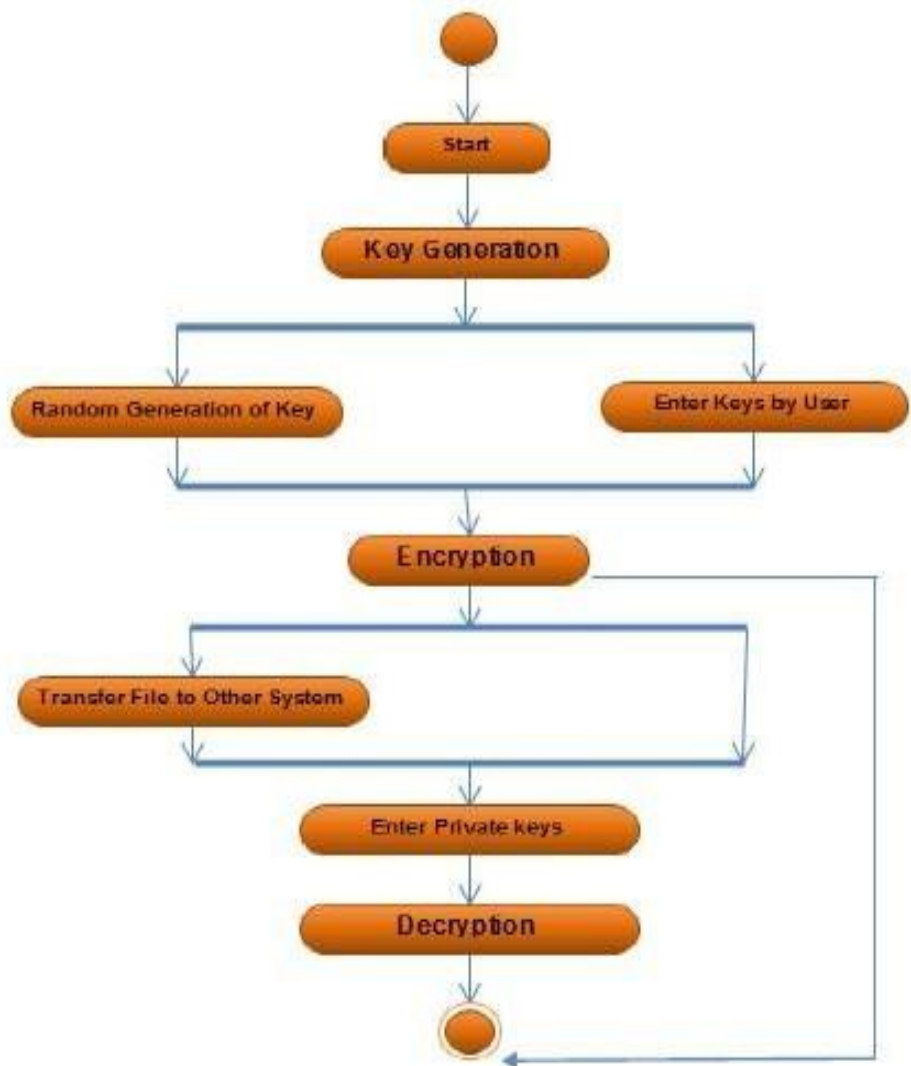 Start
Key Generation
Random Generation of Key
Enter Keys by User
Encryption
Transfer File to Other System
Enter Private keys
Decryption